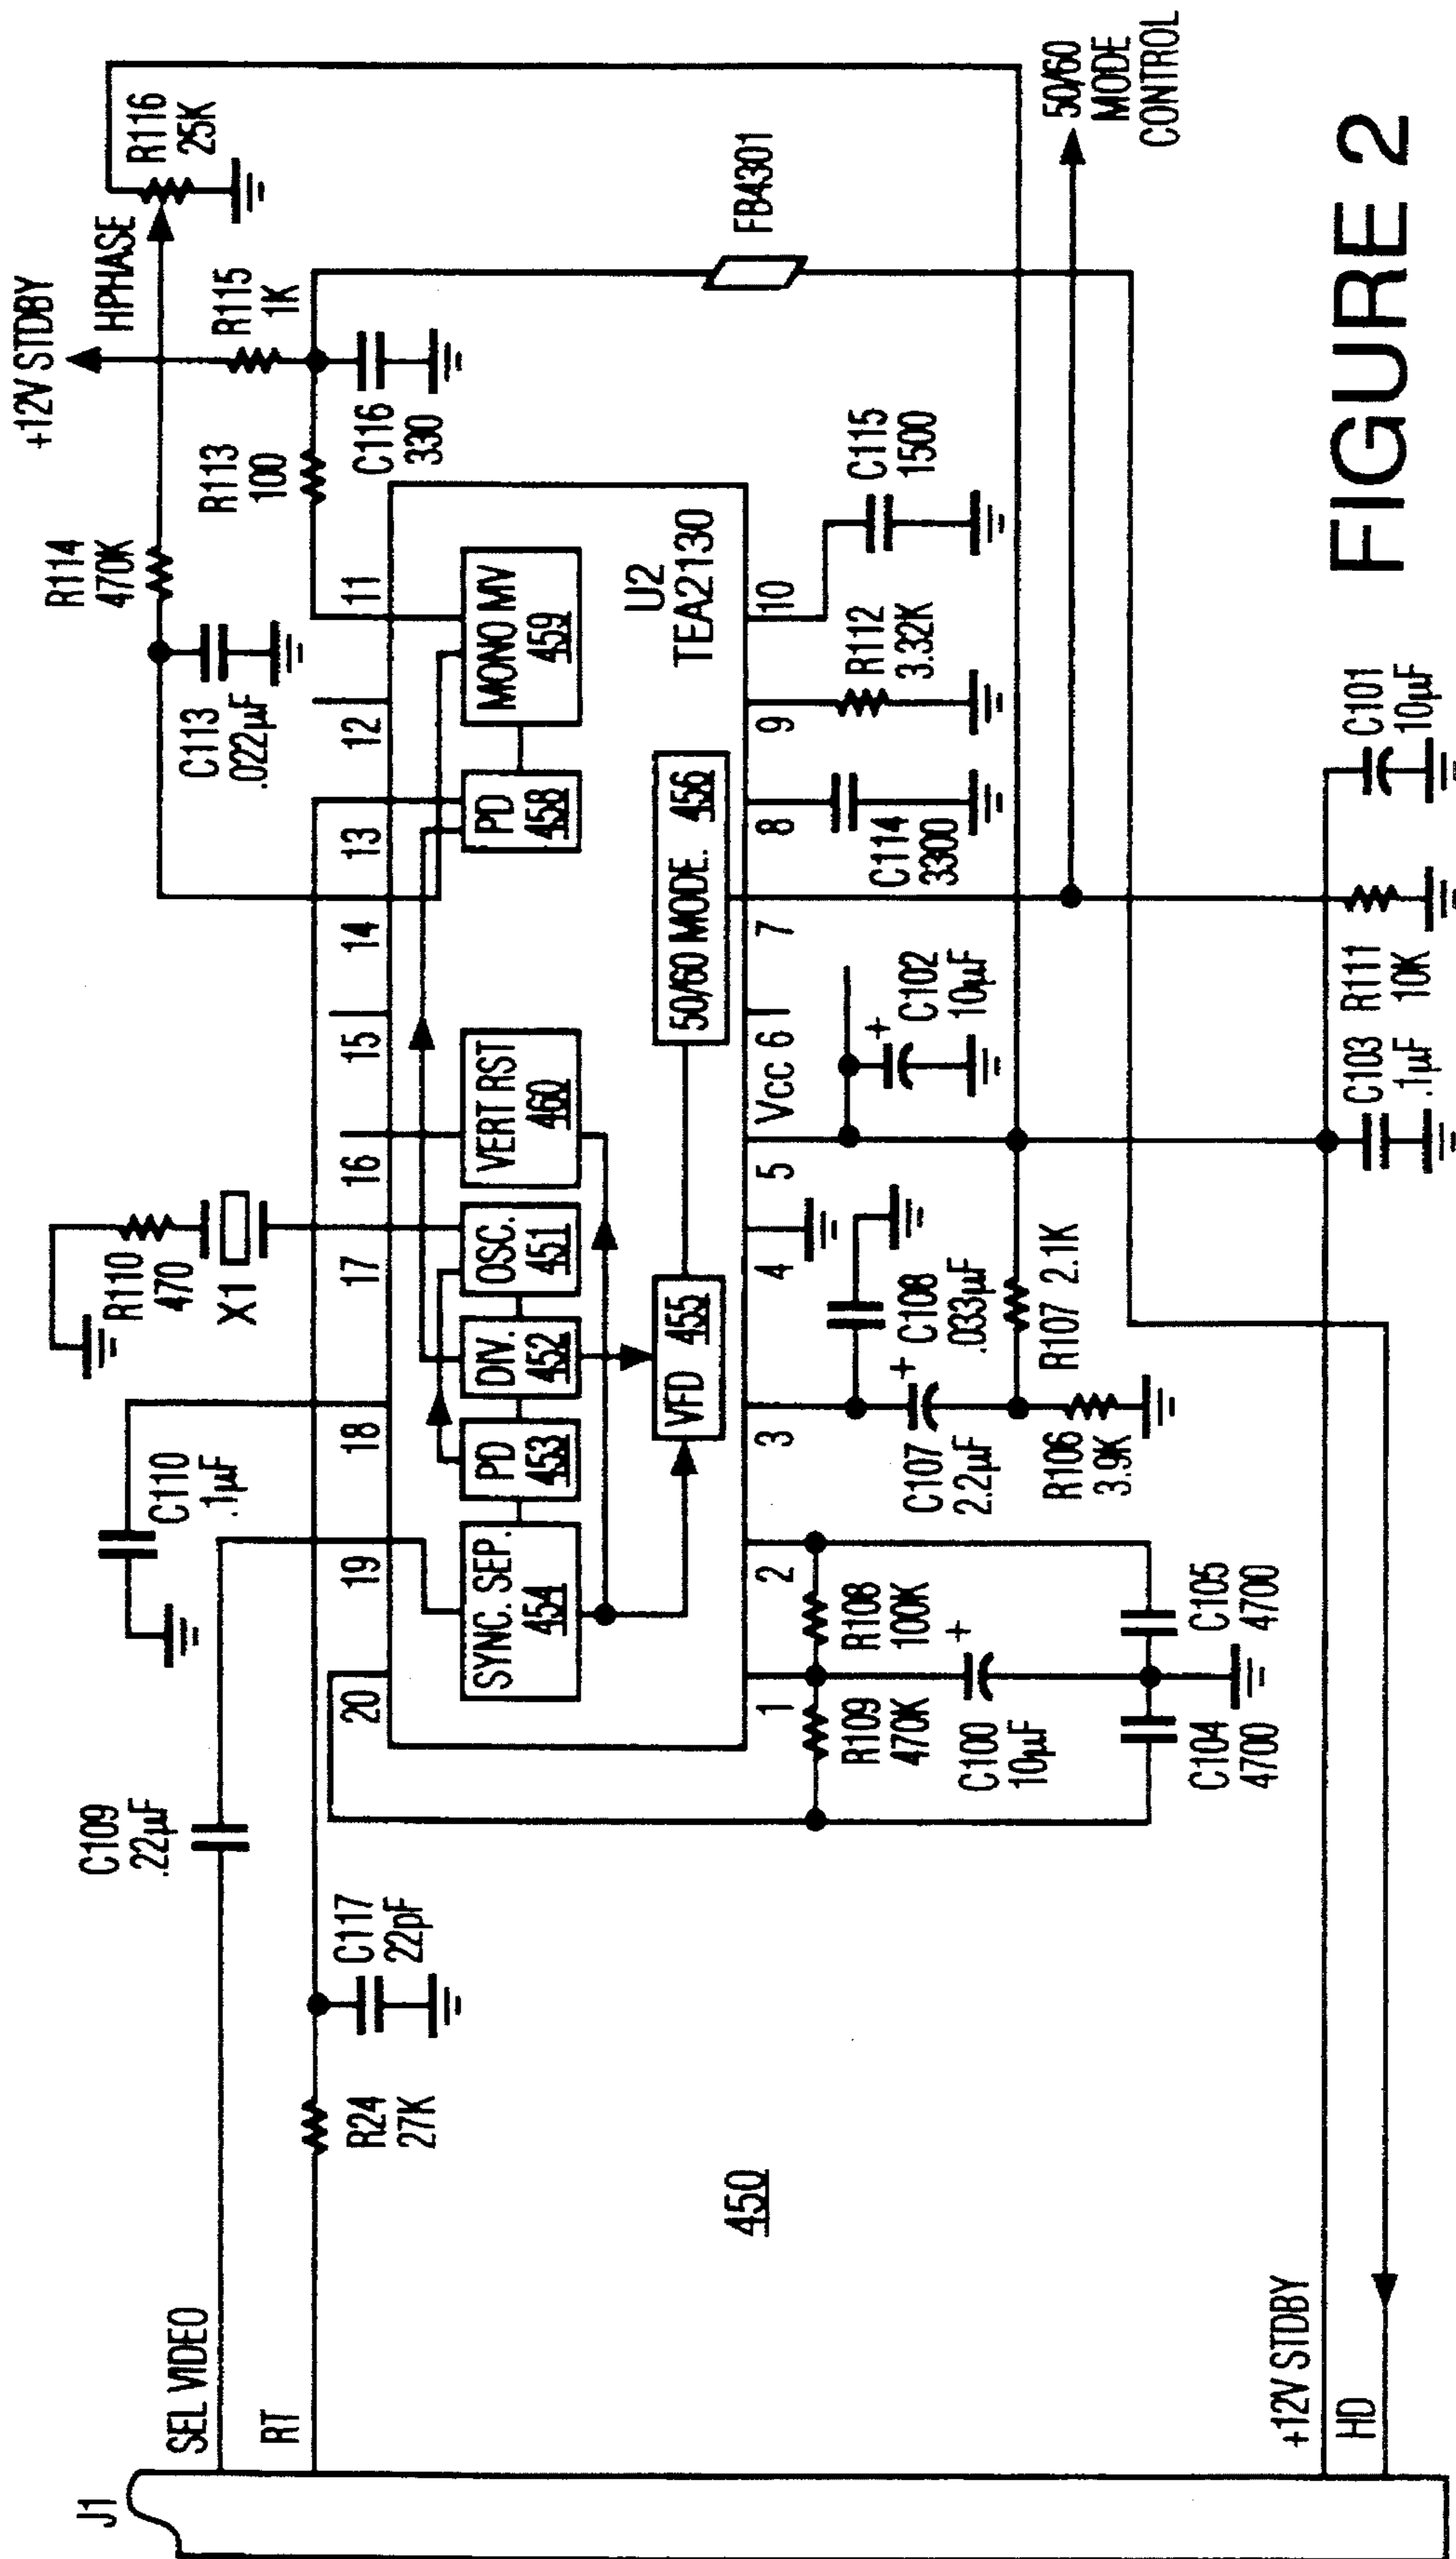 +12V STDBY
R116
25K
HPHASE
R114
470K
R113
100
R115
1K
C113
.022µF
C116
330
FB4301
R110
470
X1
C110
.1µF
C109
.22µF
J1
SEL VIDEO
RT
R24
27K
C117
22pF
450
20
19
18
17
16
15
14
13
12
11
SYNC. SEP.
454
PD
453
DIV.
452
OSC.
451
VERT RST
460
PD
458
MONO MV
459
VFD 455
50/60 MODE. 456
U2
TEA2130
1
2
3
4
5
Vcc 6
7
8
9
10
R109
470K
R108
100K
C100
10µF
+
C104
4700
C105
4700
C107
2.2µF
+
C108
.033µF
R106
3.9K
R107 2.1K
C102
10µF
+
C114
3300
R112
3.32K
C115
1500
50/60
MODE
CONTROL
+12V STDBY
HD
C103
.1µF
R111
10K
C101
10µF
FIGURE 2